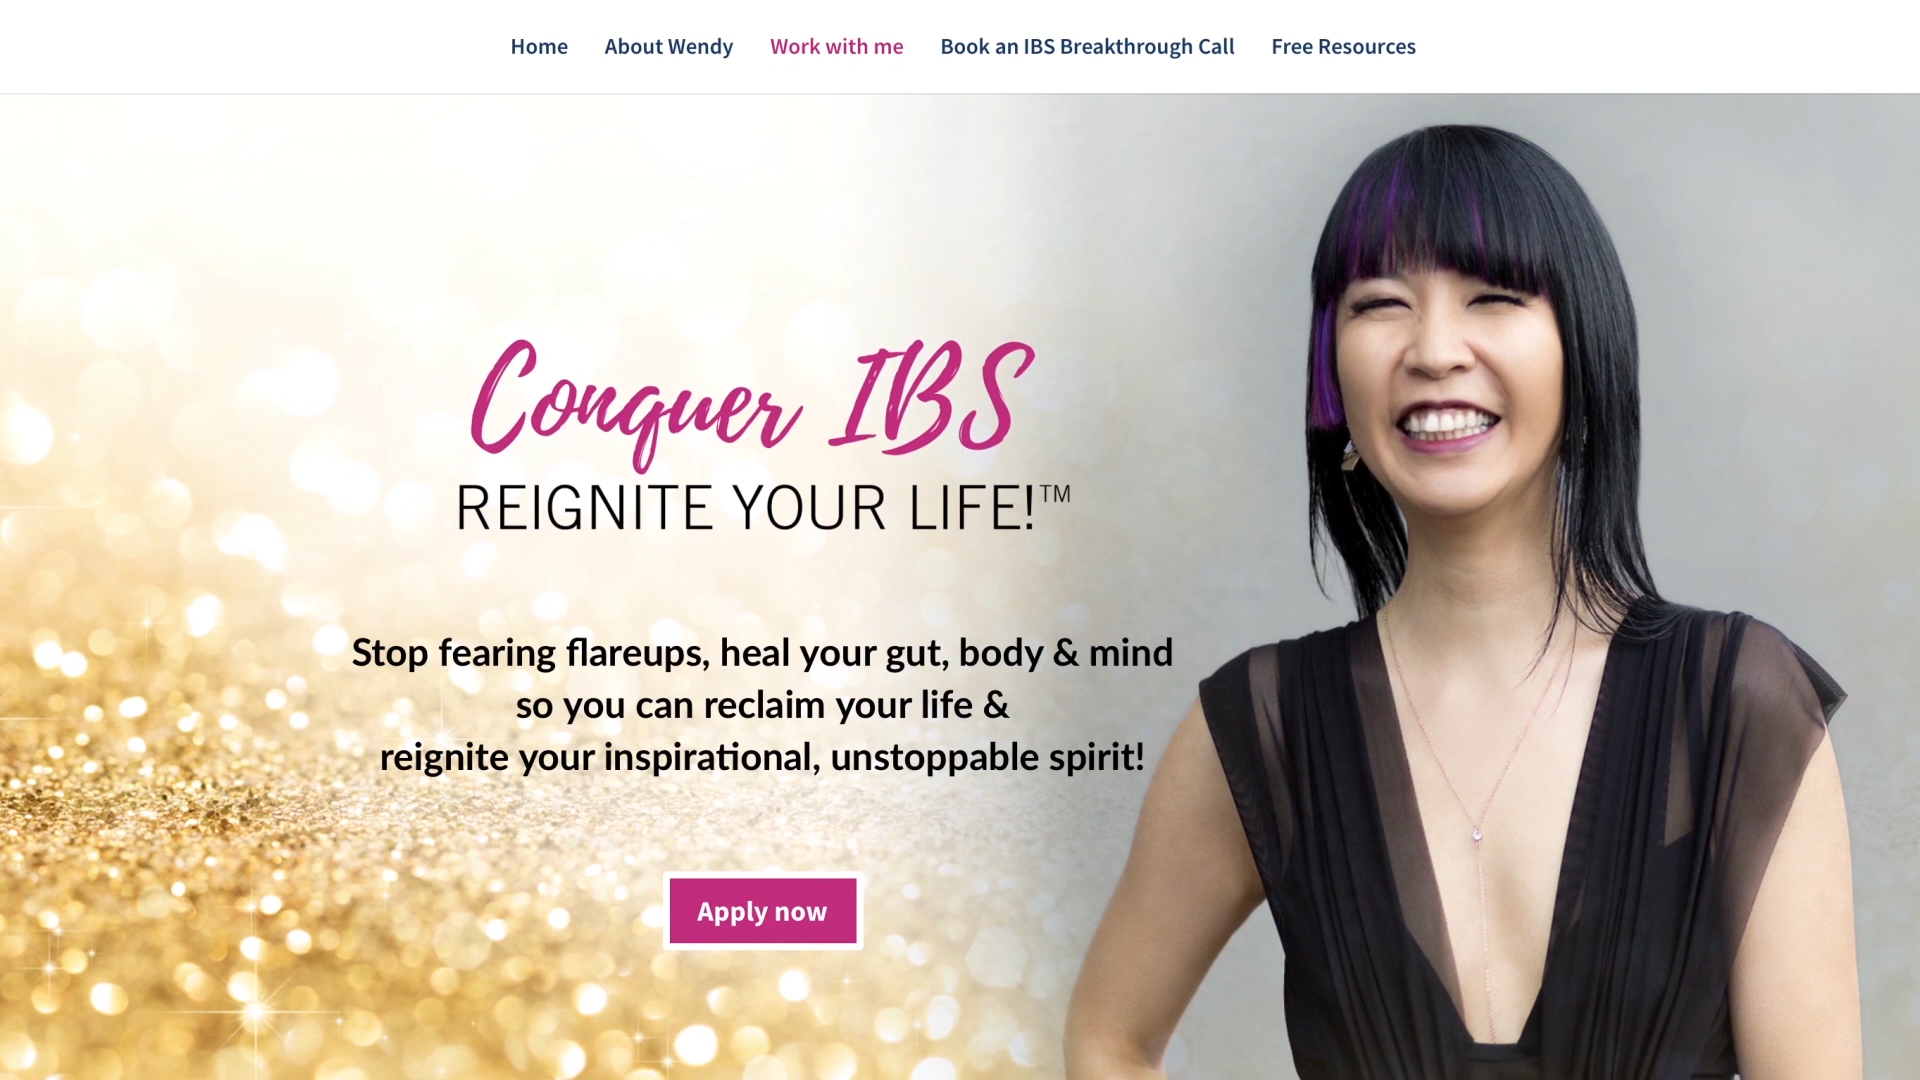 Home About Wendy Work with me Book an IBS Breakthrough Call Free Resources
Conquer IBS
REIGNITE YOUR LIFE!™
Stop fearing flareups, heal your gut, body & mind
so you can reclaim your life &
reignite your inspirational, unstoppable spirit!
Apply now